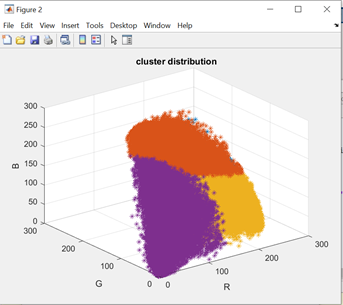 Figure 2
File Edit View Insert Tools Desktop Window Help
cluster distribution
300
250
200
150
100
50
0
B
300
200
100
0
G
0
100
200
300
R